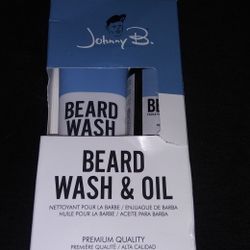 Johnny B.
BEARD
WASH
BEARD
WASH & OIL
NETTOYANT POUR LA BARBE / ENJUAGUE DE BARBA
HUILE POUR LA BARBE / ACEITE PARA BARBA
PREMIUM QUALITY
PREMIÈRE QUALITÉ / ALTA CALIDAD